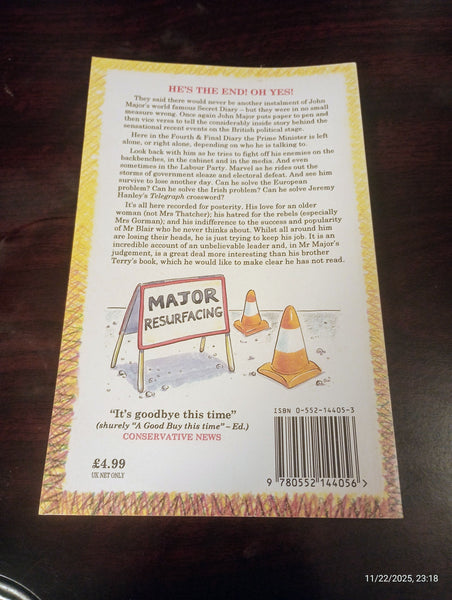 HE'S THE END! OH YES!
They said there would never be another instalment of John
Major's world famous Secret Diary – but they were in no small
measure wrong. Once again John Major puts paper to pen and
then vice versa to tell the considerably inside story behind the
sensational recent events on the British political stage.
Here in the Fourth & Final Diary the Prime Minister is left
alone, or right alone, depending on who he is talking to.
Look back with him as he tries to fight off his enemies on the
backbenches, in the cabinet and in the media. And even
sometimes in the Labour Party. Marvel as he rides out the
storms of government sleaze and electoral defeat. And see him
survive to lose another day. Can he solve the European
problem? Can he solve the Irish problem? Can he solve Jeremy
Hanley's Telegraph crossword?
It's all here recorded for posterity. His love for an older
woman (not Mrs Thatcher); his hatred for the rebels (especially
Mrs Gorman); and his indifference to the success and popularity
of Mr Blair who he never thinks about. Whilst all around him
are losing their heads, he is just trying to keep his job. It is an
incredible account of an unbelievable leader and, in Mr Major's
judgement, is a great deal more interesting than his brother
Terry's book, which he would like to make clear he has not read.
MAJOR
RESURFACING
"It's goodbye this time"
(shurely "A Good Buy this time" – Ed.)
CONSERVATIVE NEWS
£4.99
UK NET ONLY
ISBN 0-552-14405-3
9 780552 144056 >
11/22/2025, 23:18